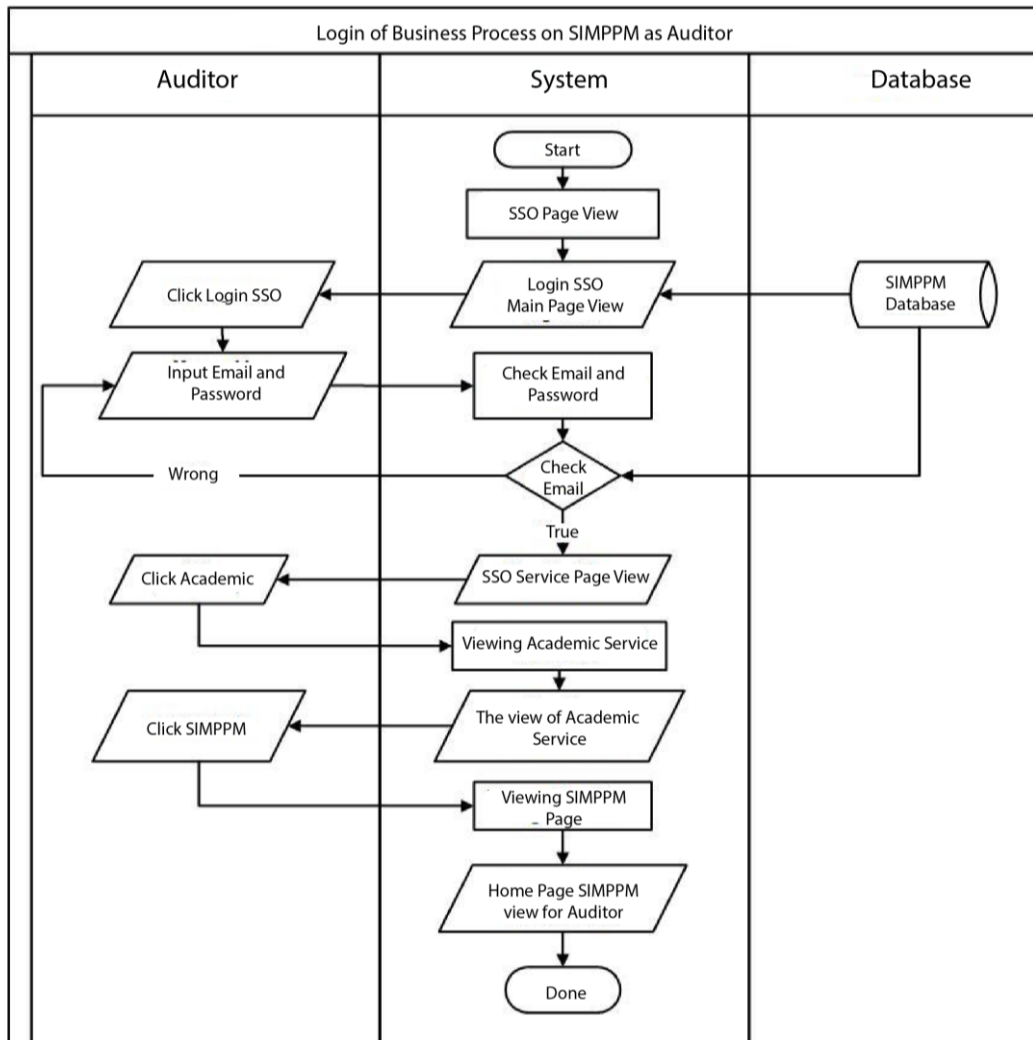 Login of Business Process on SIMPPM as Auditor
Auditor
System
Database
Start
SSO Page View
Click Login SSO
Login SSO
Main Page View
SIMPPM
Database
Input Email and
Password
Check Email and
Password
Wrong
Check
Email
True
Click Academic
SSO Service Page View
Viewing Academic Service
Click SIMPPM
The view of Academic
Service
Viewing SIMPPM
Page
Home Page SIMPPM
view for Auditor
Done